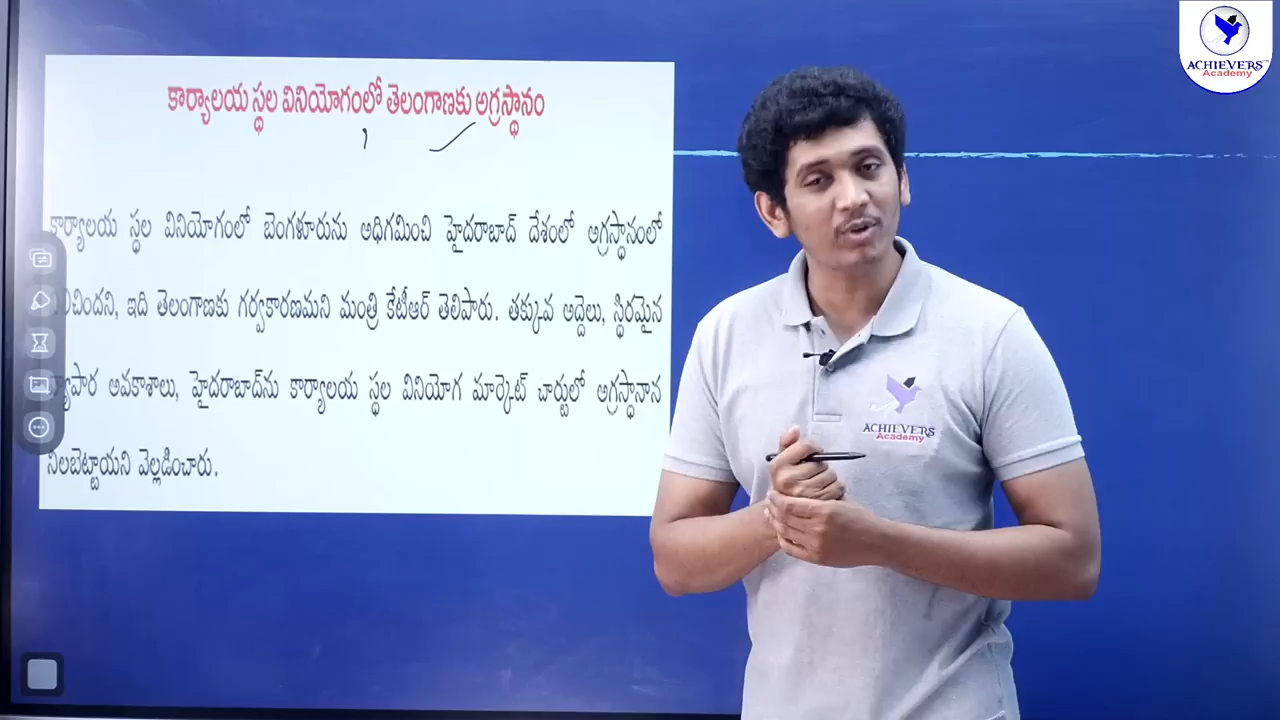 కార్యాలయ స్థల వినియోగంలో తెలంగాణకు అగ్రస్థానం
కార్యాలయ స్థల వినియోగంలో బెంగళూరును అధిగమించి హైదరాబాద్ దేశంలో అగ్రస్థానంలో
ఇది తెలంగాణకు గర్వకారణమని మంత్రి కేటీఆర్ తెలిపారు. తక్కువ అద్దెలు, స్థిరమైన
అవకాశాలు, హైదరాబాద్‌ను కార్యాలయ స్థల వినియోగ మార్కెట్ చార్టులో అగ్రస్థానాన
నిలబెట్టాయని వెల్లడించారు.
ACHIEVERS
Academy
ACHIEVERS
Academy